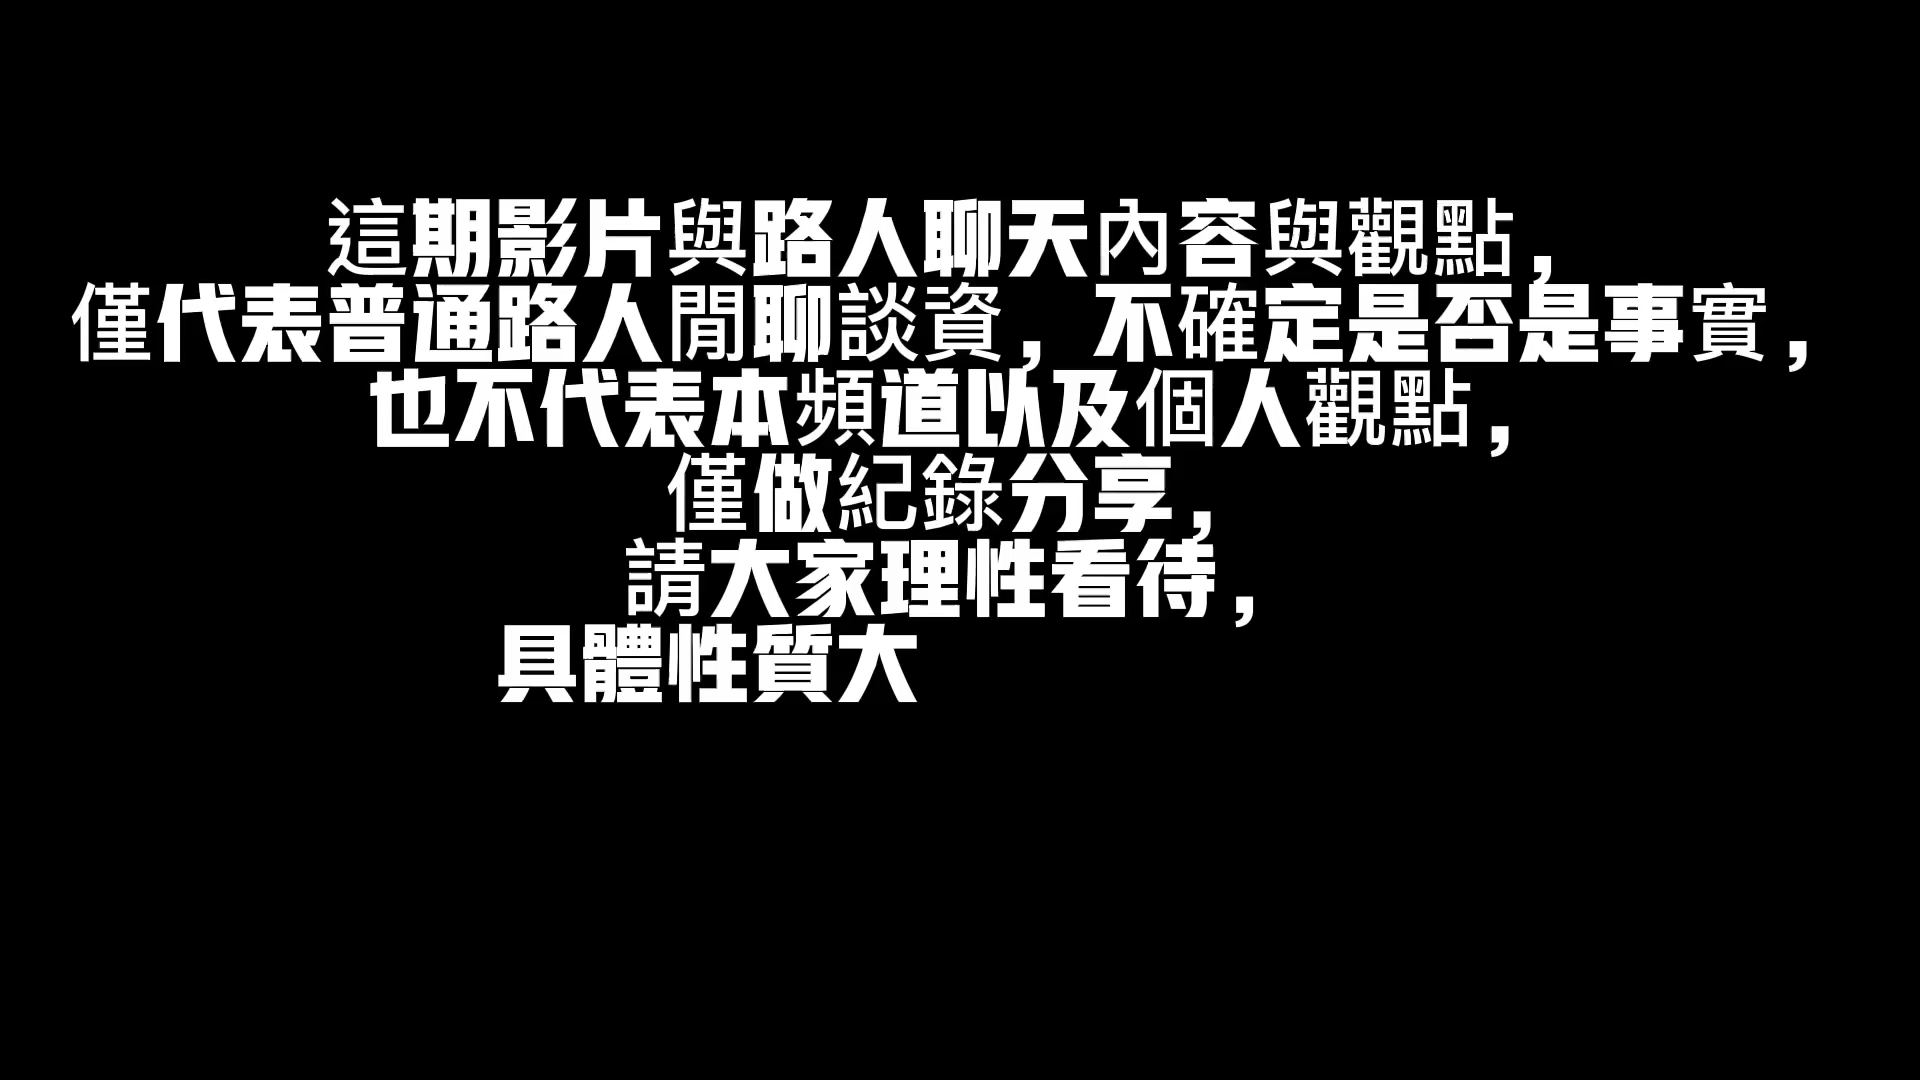 這期影片與路人聊天內容與觀點，
僅代表普通路人閒聊談資，不確定是否是事實，
也不代表本頻道以及個人觀點，
僅做紀錄分享，
請大家理性看待，
具體性質大